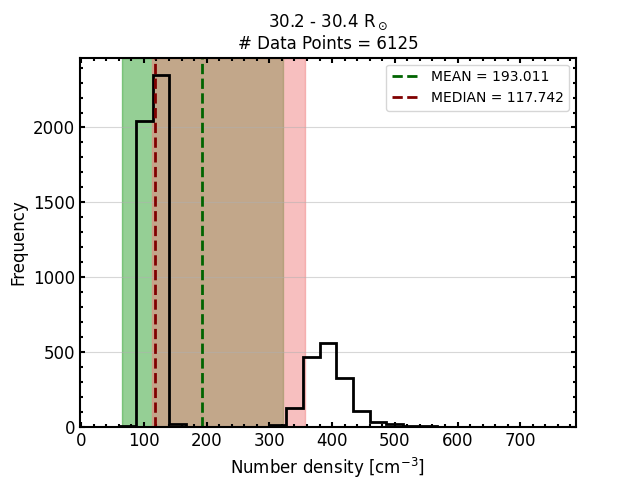 30.2 - 30.4 R⊙
# Data Points = 6125
MEAN = 193.011
MEDIAN = 117.742
Frequency
2000
1500
1000
500
0
0 100 200 300 400 500 600 700
Number density [cm⁻³]